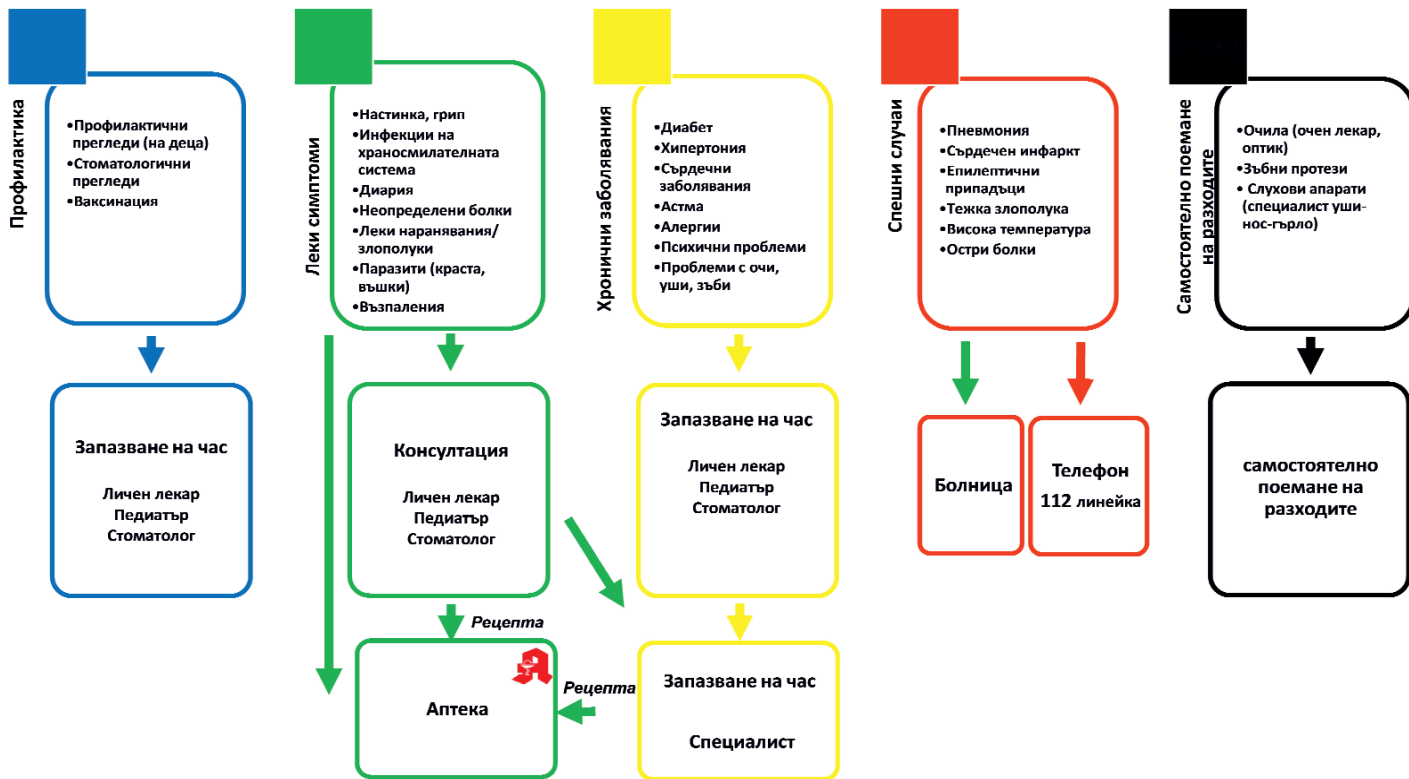 Профилактика
•Профилактични
прегледи (на деца)
•Стоматологични
прегледи
•Ваксинация
Запазване на час
Личен лекар
Педиатър
Стоматолог
Леки симптоми
•Настинка, грип
•Инфекции на
храносмилателната
система
•Диария
•Неопределени болки
•Леки наранявания/
злополуки
•Паразити (краста,
въшки)
•Възпаления
Консултация
Личен лекар
Педиатър
Стоматолог
Рецепта
Аптека
Хронични заболявания
•Диабет
•Хипертония
•Сърдечни
заболявания
•Астма
•Алергии
•Психични проблеми
•Проблеми с очи,
уши, зъби
Запазване на час
Личен лекар
Педиатър
Стоматолог
Рецепта
Запазване на час
Специалист
Спешни случаи
•Пневмония
•Сърдечен инфаркт
•Епилептични
припадъци
•Тежка злополука
•Висока температура
•Остри болки
Болница
Телефон
112 линейка
Самостоятелно поемане
на разходите
•Очила (очен лекар,
оптик)
•Зъбни протези
• Слухови апарати
(специалист уши-
нос-гърло)
самостоятелно
поемане на
разходите